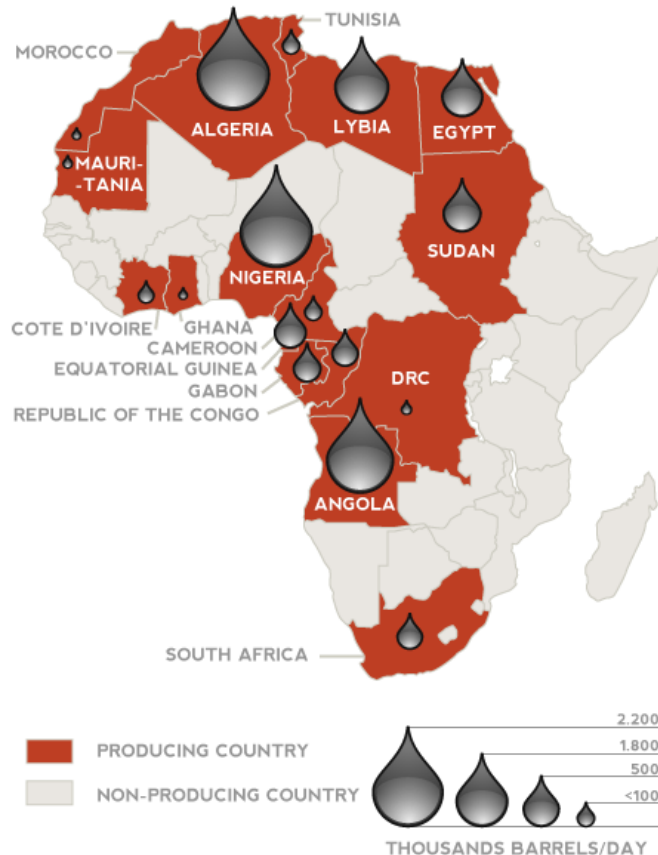 TUNISIA
MOROCCO
ALGERIA
LYBIA
EGYPT
MAURI-
-TANIA
SUDAN
NIGERIA
COTE D'IVOIRE
GHANA
CAMEROON
EQUATORIAL GUINEA
GABON
REPUBLIC OF THE CONGO
DRC
ANGOLA
SOUTH AFRICA
PRODUCING COUNTRY
NON-PRODUCING COUNTRY
2.200
1.800
500
<100
THOUSANDS BARRELS/DAY